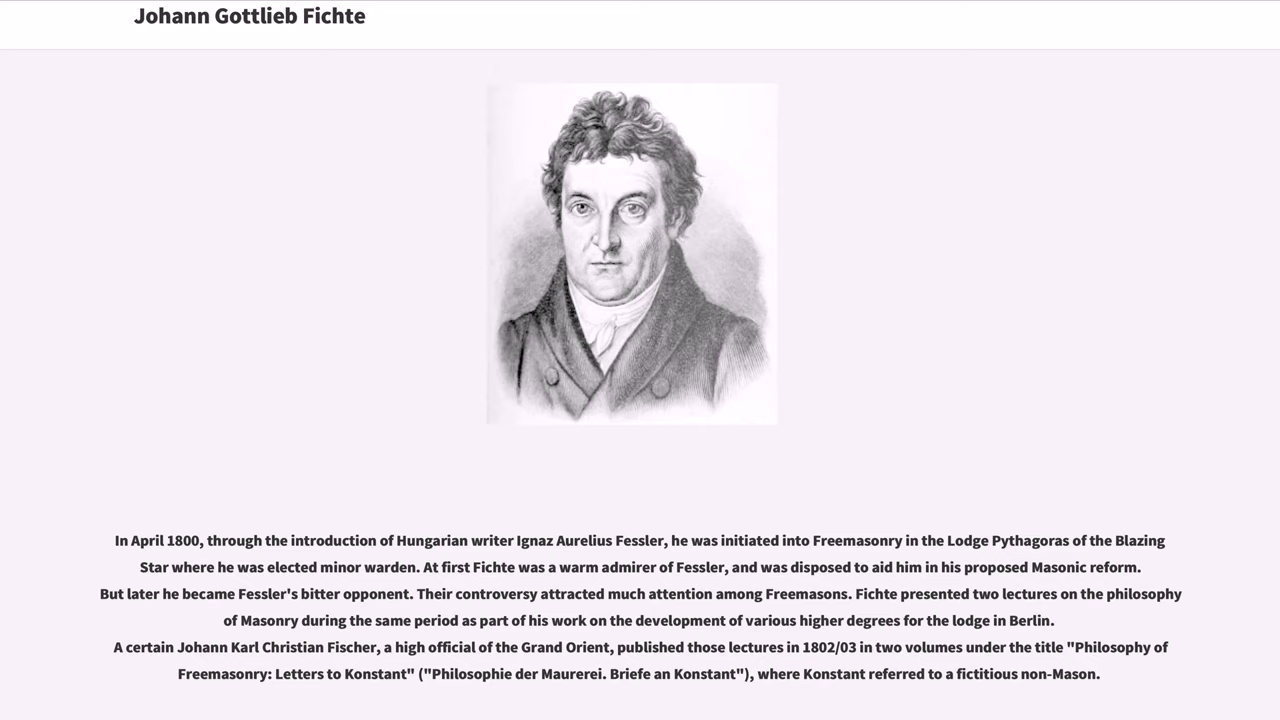 Johann Gottlieb Fichte
In April 1800, through the introduction of Hungarian writer Ignaz Aurelius Fessler, he was initiated into Freemasonry in the Lodge Pythagoras of the Blazing
Star where he was elected minor warden. At first Fichte was a warm admirer of Fessler, and was disposed to aid him in his proposed Masonic reform.
But later he became Fessler's bitter opponent. Their controversy attracted much attention among Freemasons. Fichte presented two lectures on the philosophy
of Masonry during the same period as part of his work on the development of various higher degrees for the lodge in Berlin.
A certain Johann Karl Christian Fischer, a high official of the Grand Orient, published those lectures in 1802/03 in two volumes under the title "Philosophy of
Freemasonry: Letters to Konstant" ("Philosophie der Maurerei. Briefe an Konstant"), where Konstant referred to a fictitious non-Mason.